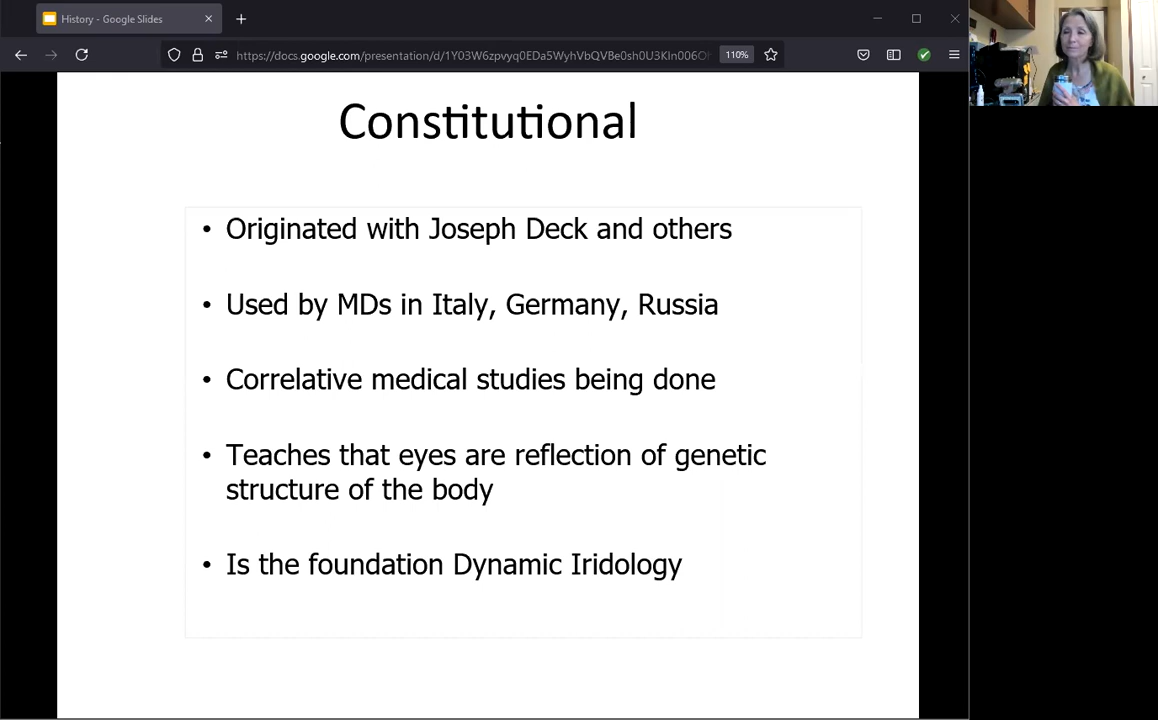 History - Google Slides
https://docs.google.com/presentation/d/1Y03W6zpvyq0EDa5WyhVbQVBe0sh0U3KIn006O
110%
Constitutional
• Originated with Joseph Deck and others
• Used by MDs in Italy, Germany, Russia
• Correlative medical studies being done
• Teaches that eyes are reflection of genetic
structure of the body
• Is the foundation Dynamic Iridology